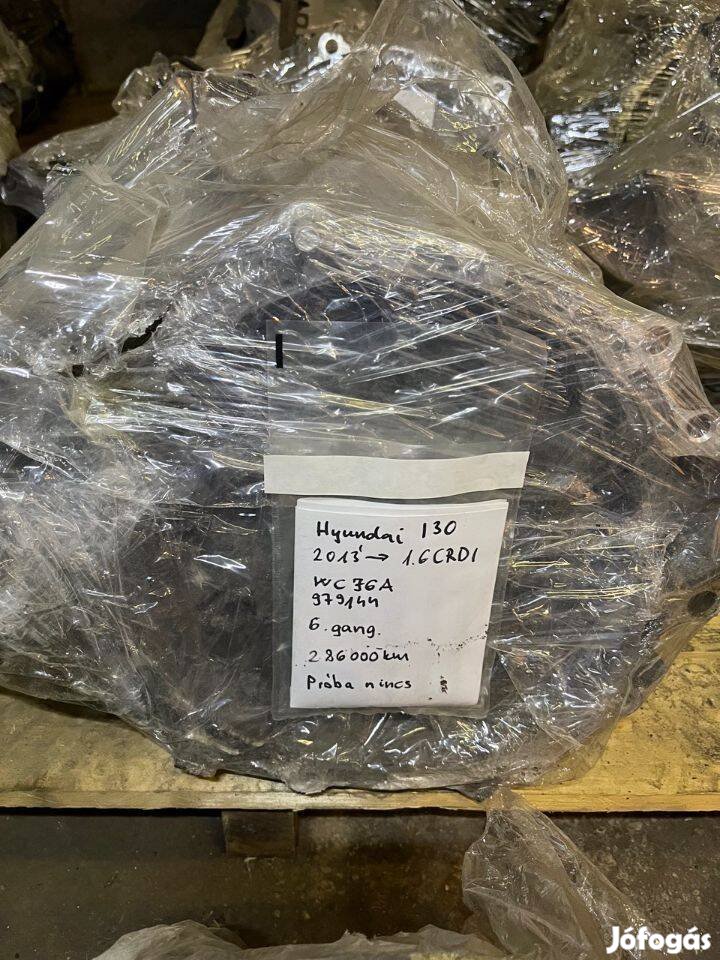 Hyundai I30
2013' → 1.6CRDI
WC76A
979144
6. gang.
286000km
Próba nincs
Jófogás